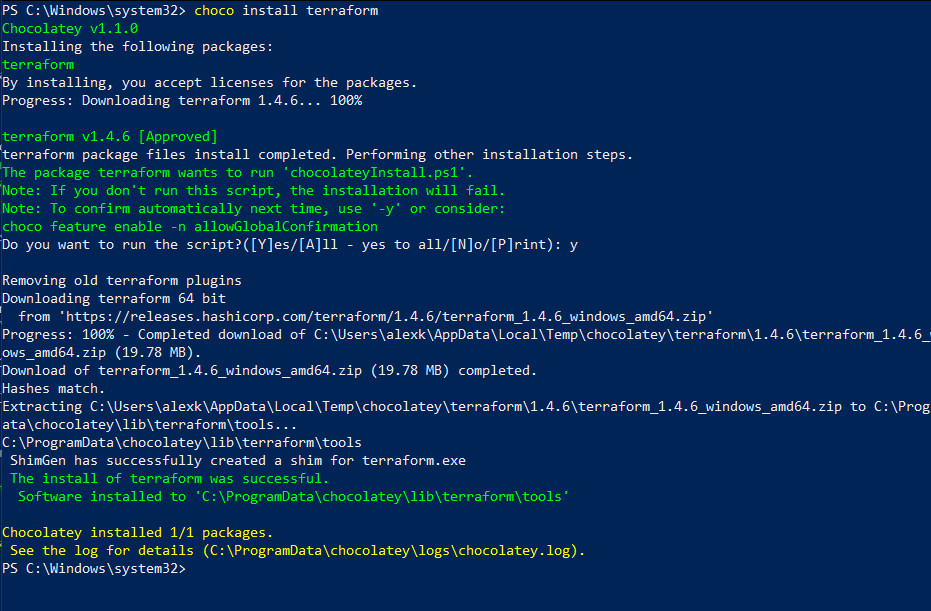 PS C:\Windows\system32> choco install terraform
Chocolatey v1.1.0
Installing the following packages:
terraform
By installing, you accept licenses for the packages.
Progress: Downloading terraform 1.4.6... 100%
terraform v1.4.6 [Approved]
terraform package files install completed. Performing other installation steps.
The package terraform wants to run 'chocolateyInstall.ps1'.
Note: If you don't run this script, the installation will fail.
Note: To confirm automatically next time, use '-y' or consider:
choco feature enable -n allowGlobalConfirmation
Do you want to run the script?([Y]es/[A]ll - yes to all/[N]o/[P]rint): y
Removing old terraform plugins
Downloading terraform 64 bit
from 'https://releases.hashicorp.com/terraform/1.4.6/terraform_1.4.6_windows_amd64.zip'
Progress: 100% - Completed download of C:\Users\alexk\AppData\Local\Temp\chocolatey\terraform\1.4.6\terraform_1.4.6_
ows_amd64.zip (19.78 MB).
Download of terraform_1.4.6_windows_amd64.zip (19.78 MB) completed.
Hashes match.
Extracting C:\Users\alexk\AppData\Local\Temp\chocolatey\terraform\1.4.6\terraform_1.4.6_windows_amd64.zip to C:\Prog
ata\chocolatey\lib\terraform\tools...
C:\ProgramData\chocolatey\lib\terraform\tools
ShimGen has successfully created a shim for terraform.exe
The install of terraform was successful.
Software installed to 'C:\ProgramData\chocolatey\lib\terraform\tools'
Chocolatey installed 1/1 packages.
See the log for details (C:\ProgramData\chocolatey\logs\chocolatey.log).
PS C:\Windows\system32>